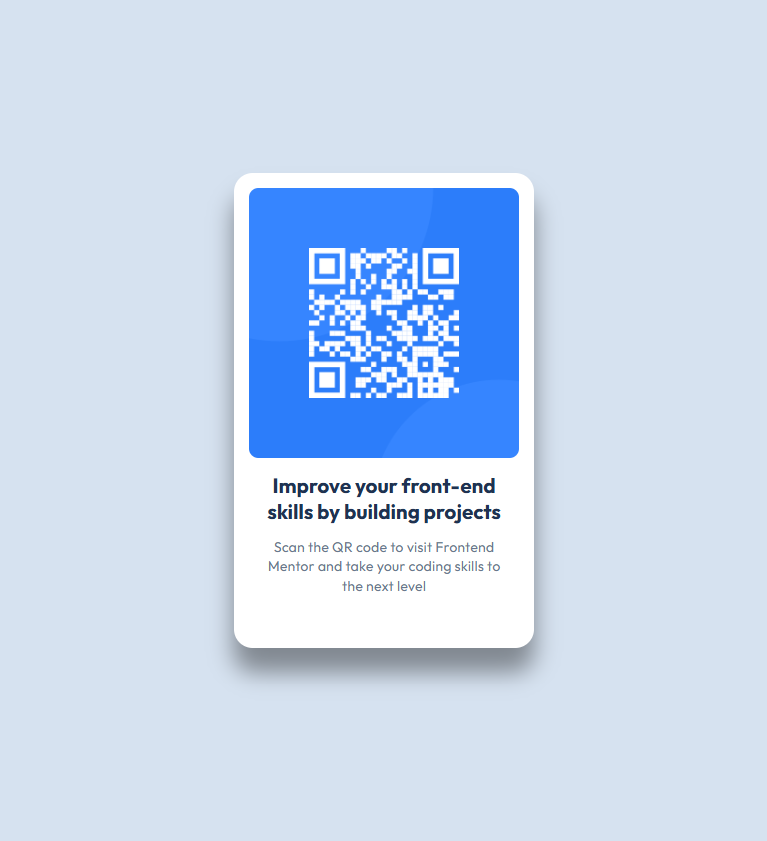 Improve your front-end
skills by building projects
Scan the QR code to visit Frontend
Mentor and take your coding skills to
the next level